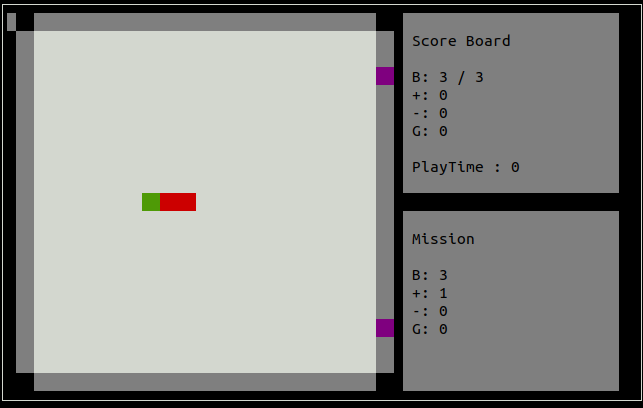 Score Board
B: 3 / 3
+: 0
-: 0
G: 0
PlayTime : 0
Mission
B: 3
+: 1
-: 0
G: 0